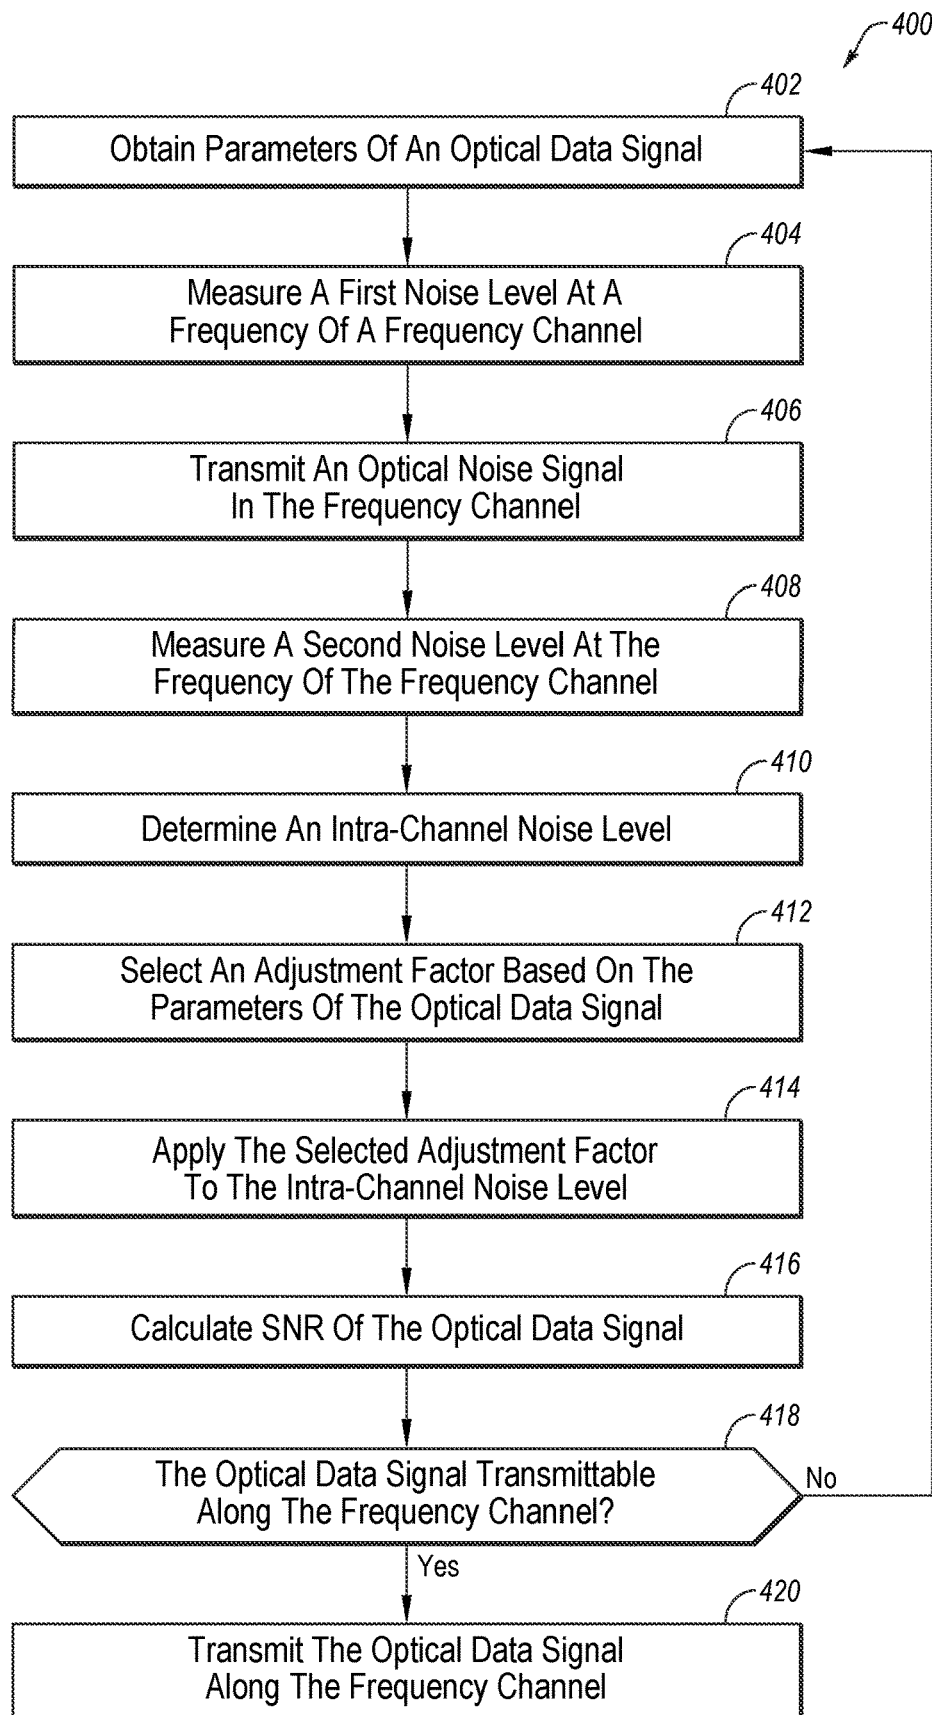 400
402
Obtain Parameters Of An Optical Data Signal
404
Measure A First Noise Level At A
Frequency Of A Frequency Channel
406
Transmit An Optical Noise Signal
In The Frequency Channel
408
Measure A Second Noise Level At The
Frequency Of The Frequency Channel
410
Determine An Intra-Channel Noise Level
412
Select An Adjustment Factor Based On The
Parameters Of The Optical Data Signal
414
Apply The Selected Adjustment Factor
To The Intra-Channel Noise Level
416
Calculate SNR Of The Optical Data Signal
418
The Optical Data Signal Transmittable
Along The Frequency Channel?
No
Yes
420
Transmit The Optical Data Signal
Along The Frequency Channel